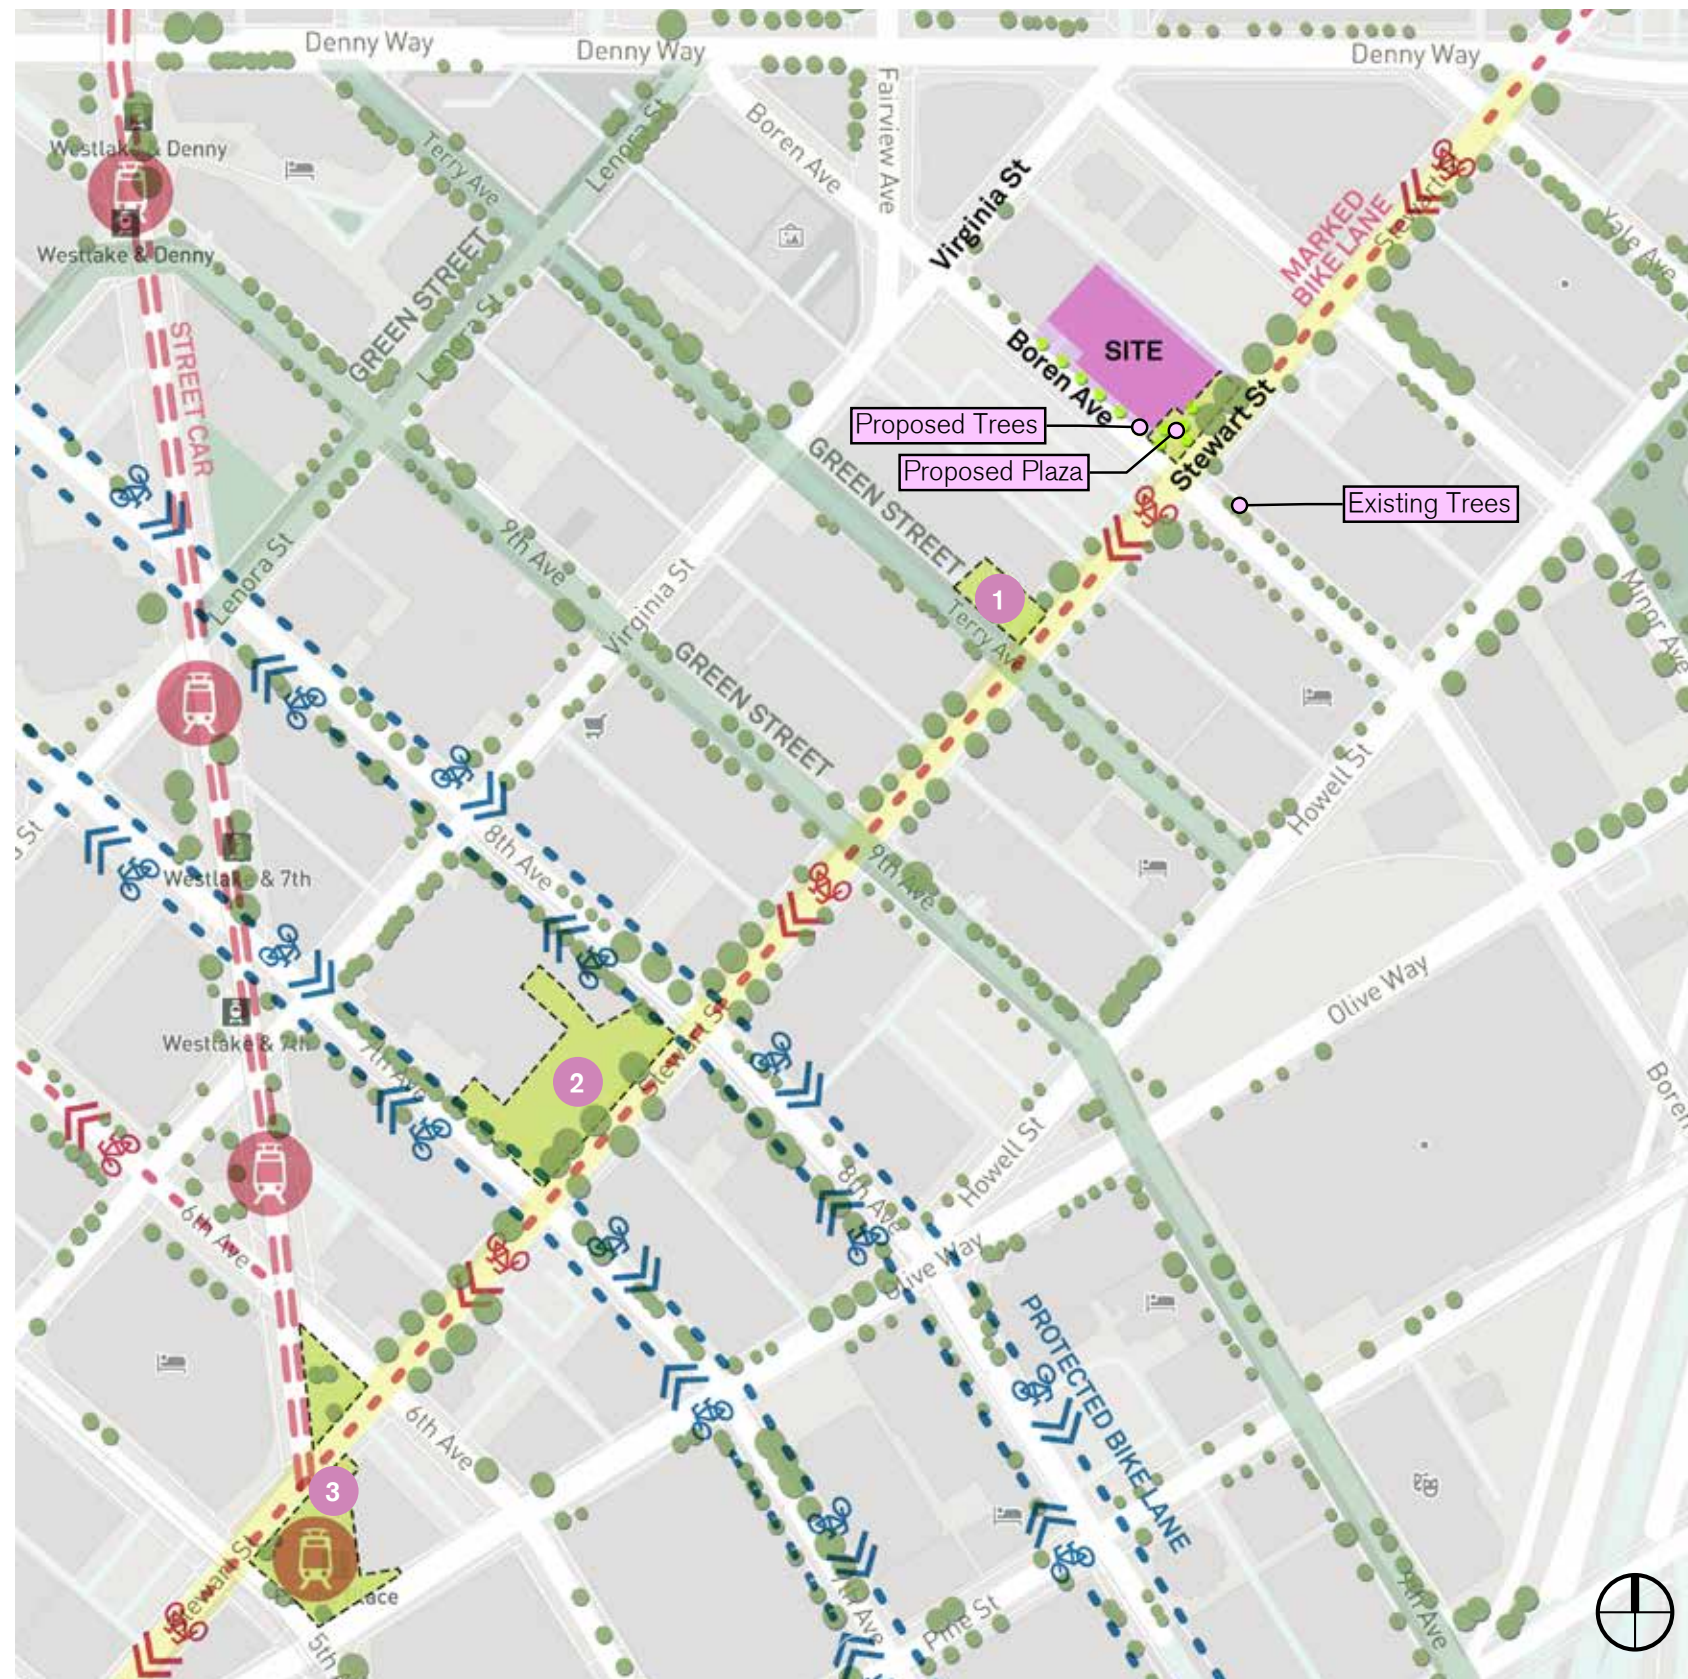 Denny Way
Denny Way
Denny Way
Westlake & Denny
Westlake & Denny
Terry Ave
Lenora St
Boren Ave
Fairview Ave
Virginia St
MARKED
BIKE LANE
Stewart
Yale Ave
GREEN STREET
Lenora St
STREET CAR
SITE
Boren Ave
Stewart St
Proposed Trees
Proposed Plaza
Existing Trees
GREEN STREET
1
Terry Ave
9th Ave
Lenora St
Virginia St
GREEN STREET
Minor Ave
Howell St
8th Ave
9th Ave
Westlake & 7th
Westlake & 7th
7th Ave
2
Stewart St
Olive Way
Boren
Howell St
8th Ave
Olive Way
6th Ave
PROTECTED BIKE LANE
6th Ave
3
Stewart St
5th
7th Ave
Pine St
9th Ave